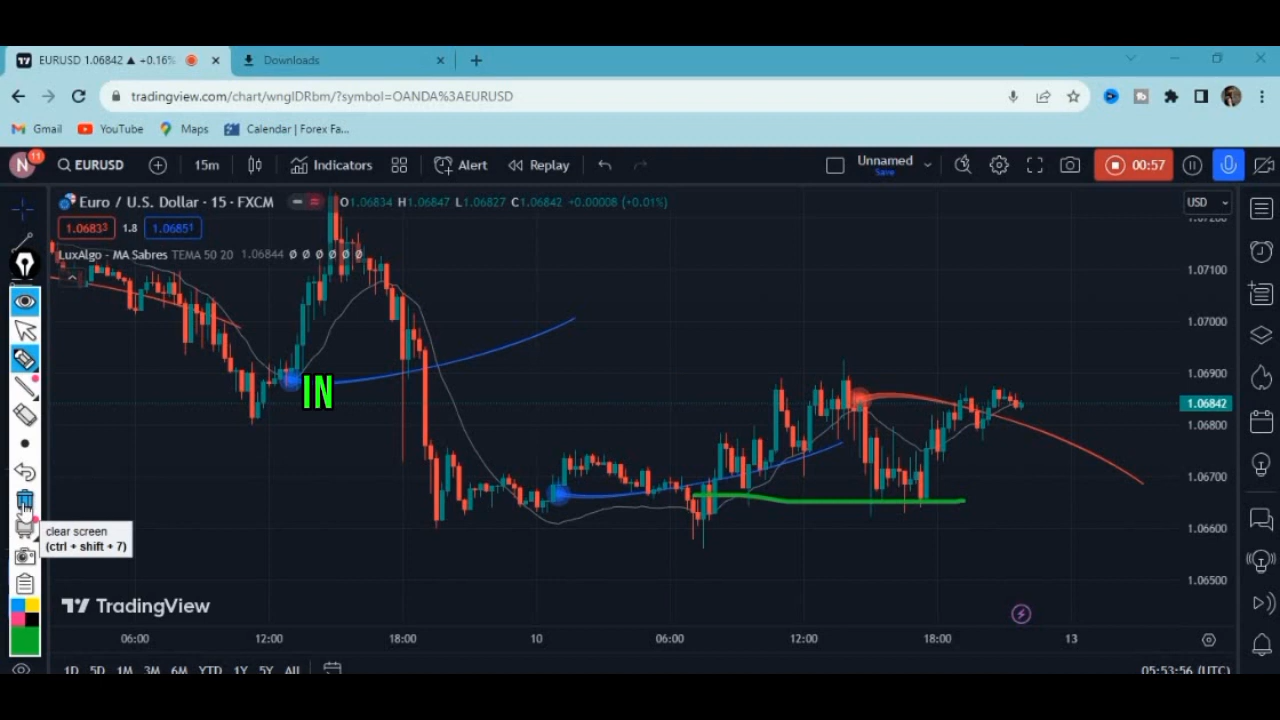 EURUSD 1.06842 ▲ +0.16%
Downloads
tradingview.com/chart/wnglDRbm/?symbol=OANDA%3AEURUSD
Gmail YouTube Maps Calendar | Forex Fa...
N 11 EURUSD 15m Indicators Alert Replay Unnamed Save 00:57
Euro / U.S. Dollar · 15 · FXCM O1.06834 H1.06847 L1.06827 C1.06842 +0.00008 (+0.01%) USD
1.06833 1.8 1.06851
LuxAlgo - MA Sabres TEMA 50 20 1.06844 Ø Ø Ø Ø Ø Ø
1.07100
1.07000
1.06900
IN
1.06842
1.06800
1.06700
1.06600
clear screen
(ctrl + shift + 7)
1.06500
TradingView
06:00 12:00 18:00 10 06:00 12:00 18:00 13
1D 5D 1M 3M 6M YTD 1Y 5Y All 05:53:56 (UTC)